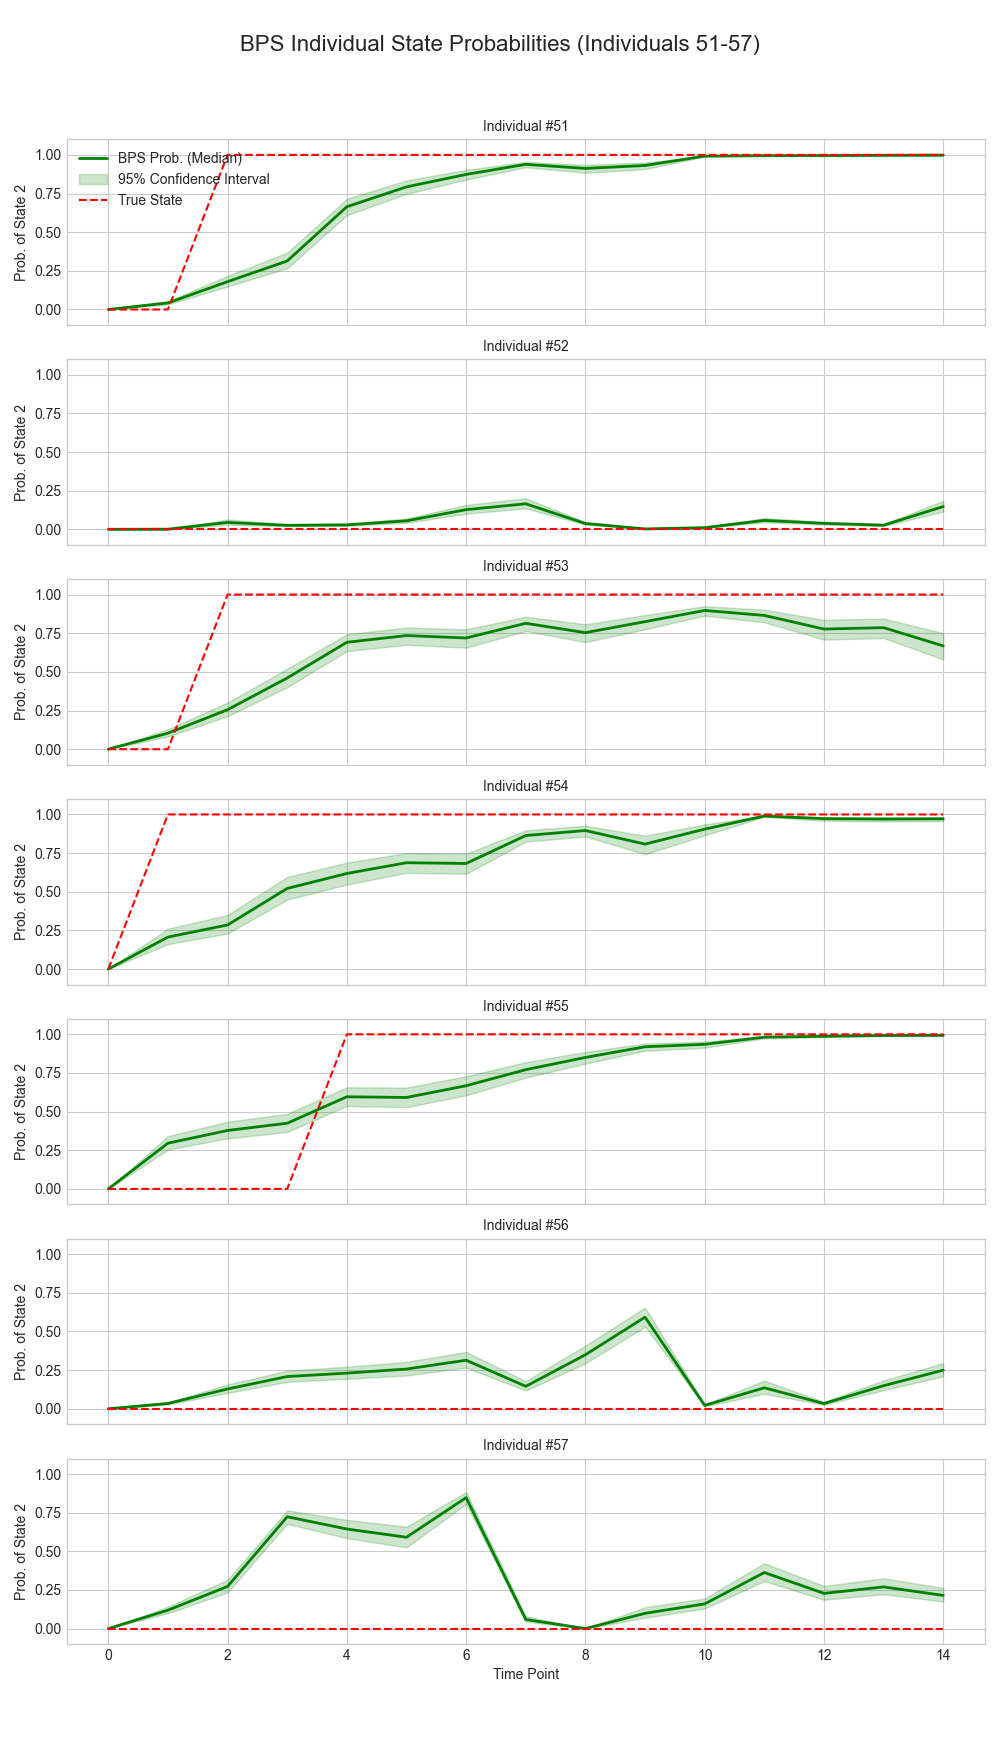 BPS Individual State Probabilities (Individuals 51-57)
Individual #51
Prob. of State 2
1.00
0.75
0.50
0.25
0.00
BPS Prob. (Median)
95% Confidence Interval
True State
Individual #52
Prob. of State 2
1.00
0.75
0.50
0.25
0.00
Individual #53
Prob. of State 2
1.00
0.75
0.50
0.25
0.00
Individual #54
Prob. of State 2
1.00
0.75
0.50
0.25
0.00
Individual #55
Prob. of State 2
1.00
0.75
0.50
0.25
0.00
Individual #56
Prob. of State 2
1.00
0.75
0.50
0.25
0.00
Individual #57
Prob. of State 2
1.00
0.75
0.50
0.25
0.00
0 2 4 6 8 10 12 14
Time Point